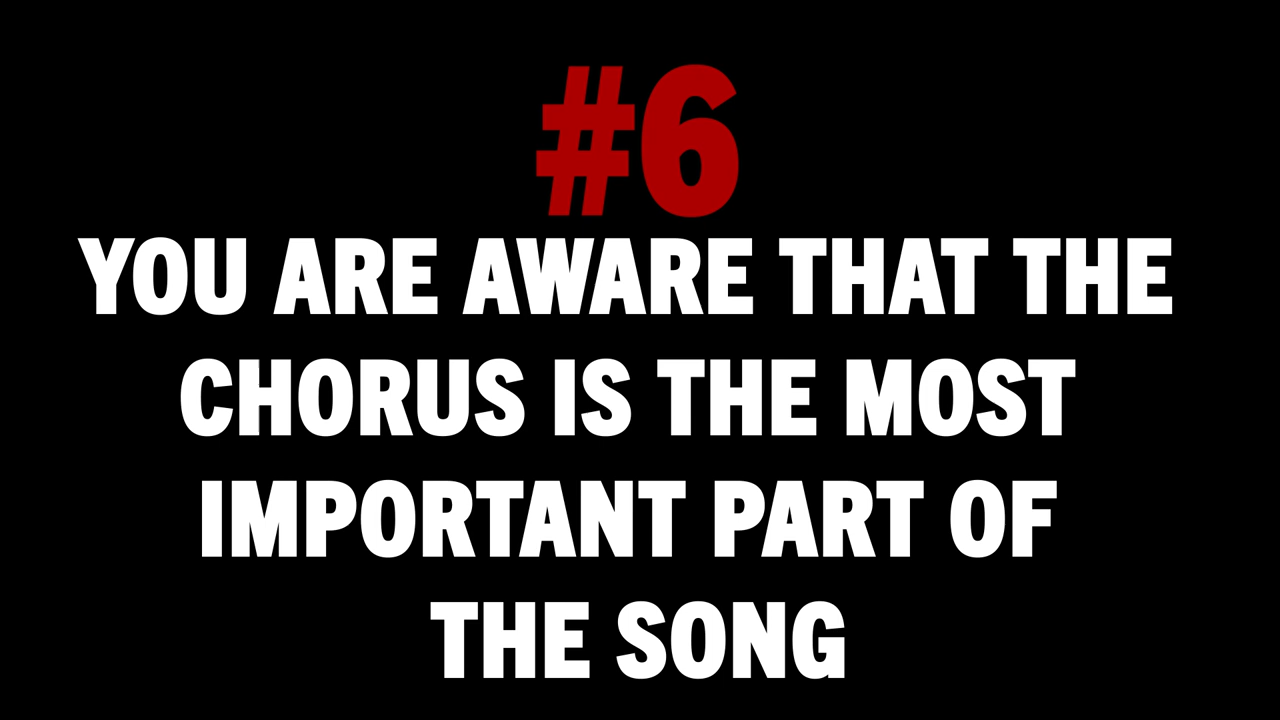 #6
YOU ARE AWARE THAT THE
CHORUS IS THE MOST
IMPORTANT PART OF
THE SONG